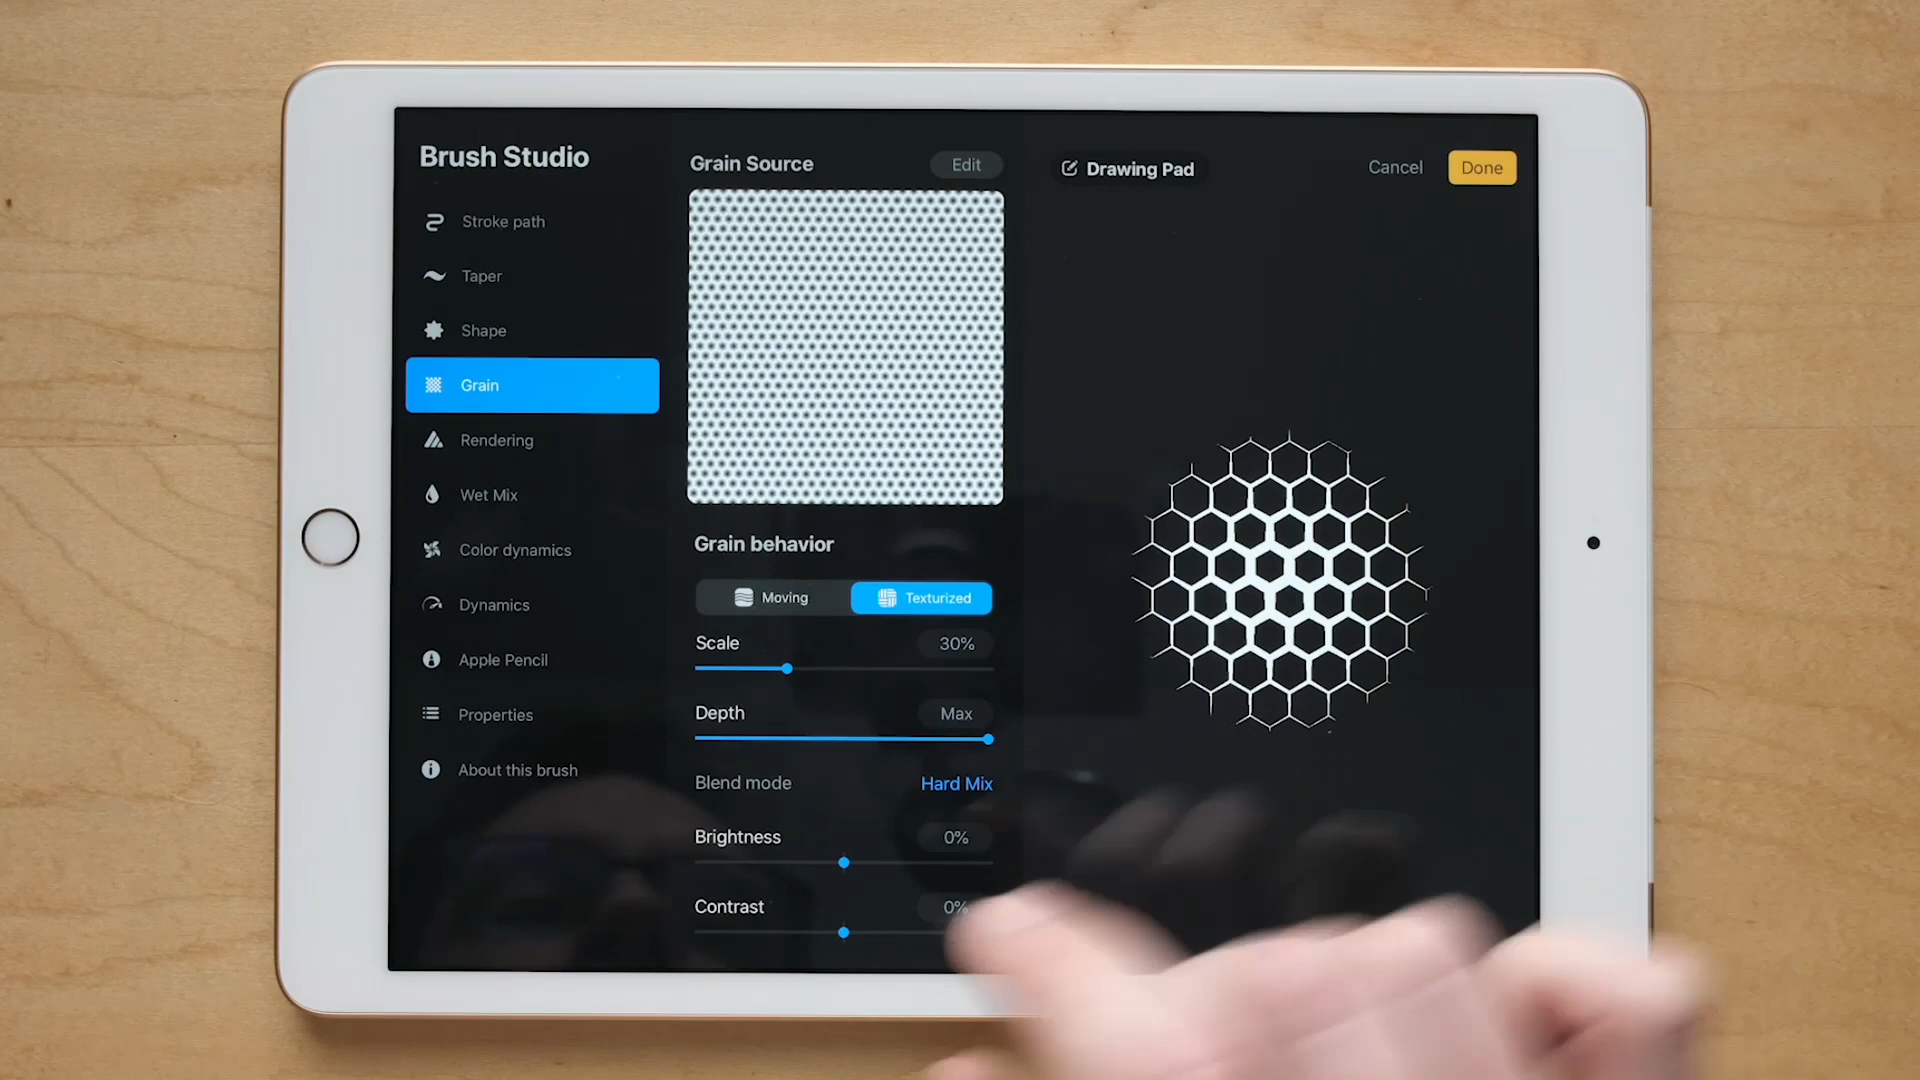 Brush Studio
Stroke path
Taper
Shape
Grain
Rendering
Wet Mix
Color dynamics
Dynamics
Apple Pencil
Properties
About this brush
Grain Source
Edit
Grain behavior
Moving
Texturized
Scale
30%
Depth
Max
Blend mode
Hard Mix
Brightness
0%
Contrast
0%
Drawing Pad
Cancel
Done